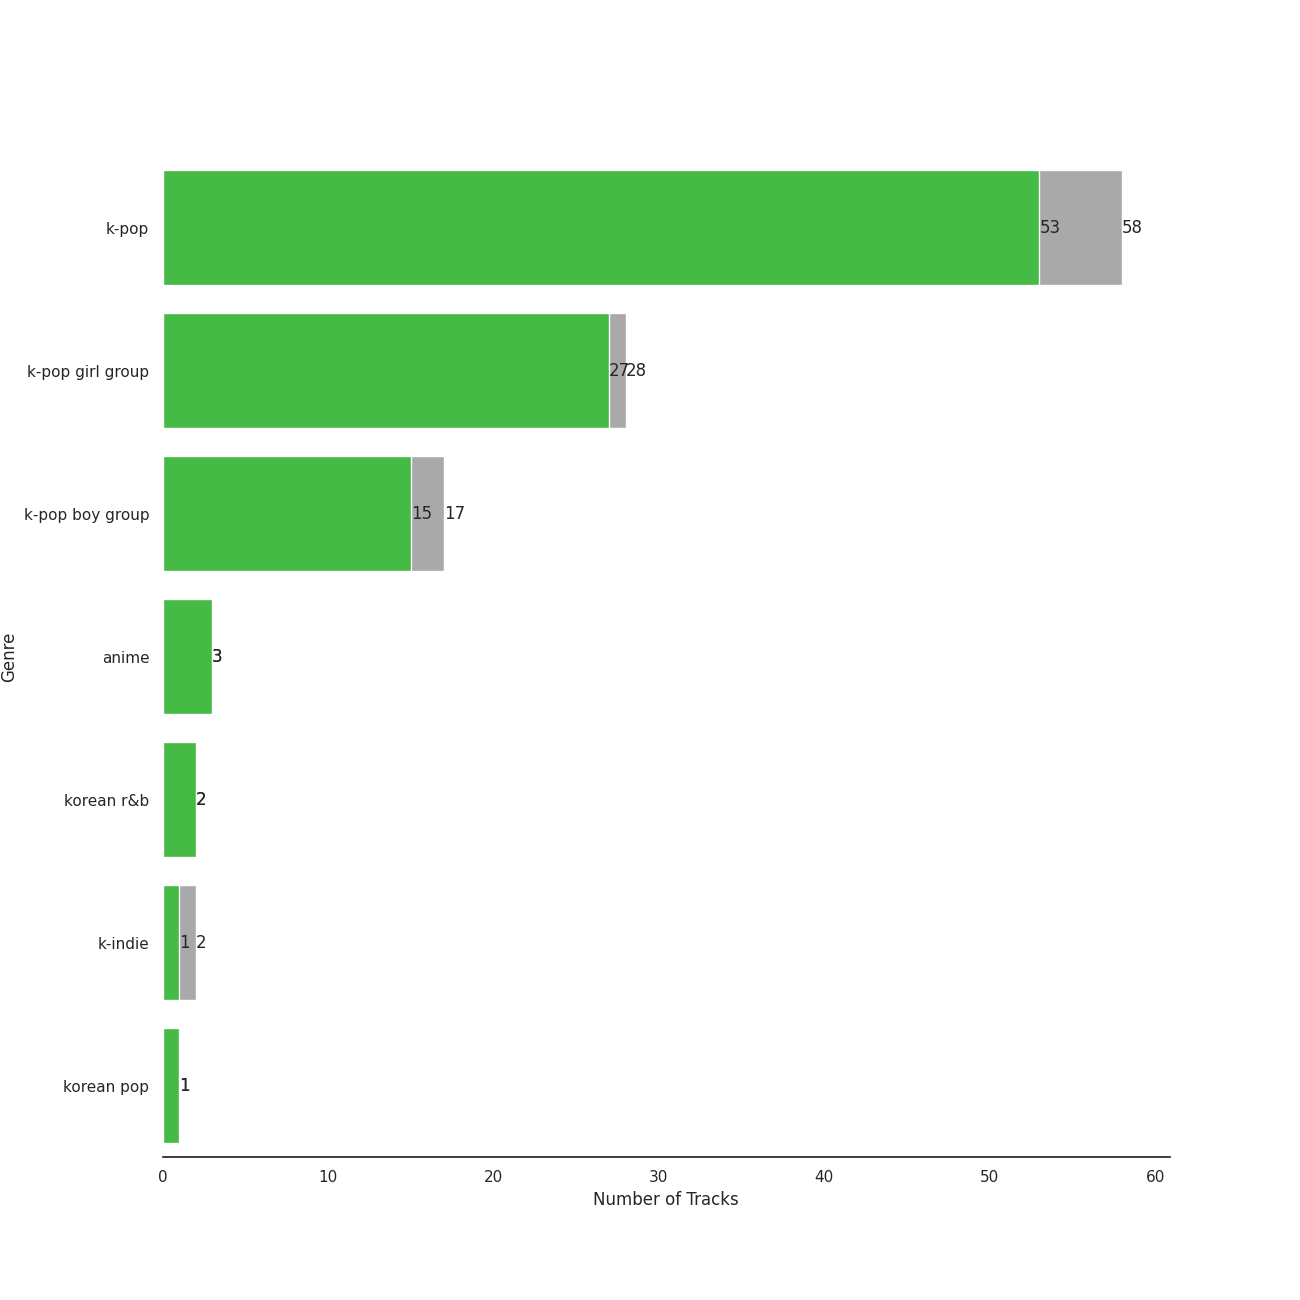 k-pop 53 58
k-pop girl group 27 28
k-pop boy group 15 17
anime 3
korean r&b 2
k-indie 1 2
korean pop 1
Genre
0 10 20 30 40 50 60
Number of Tracks